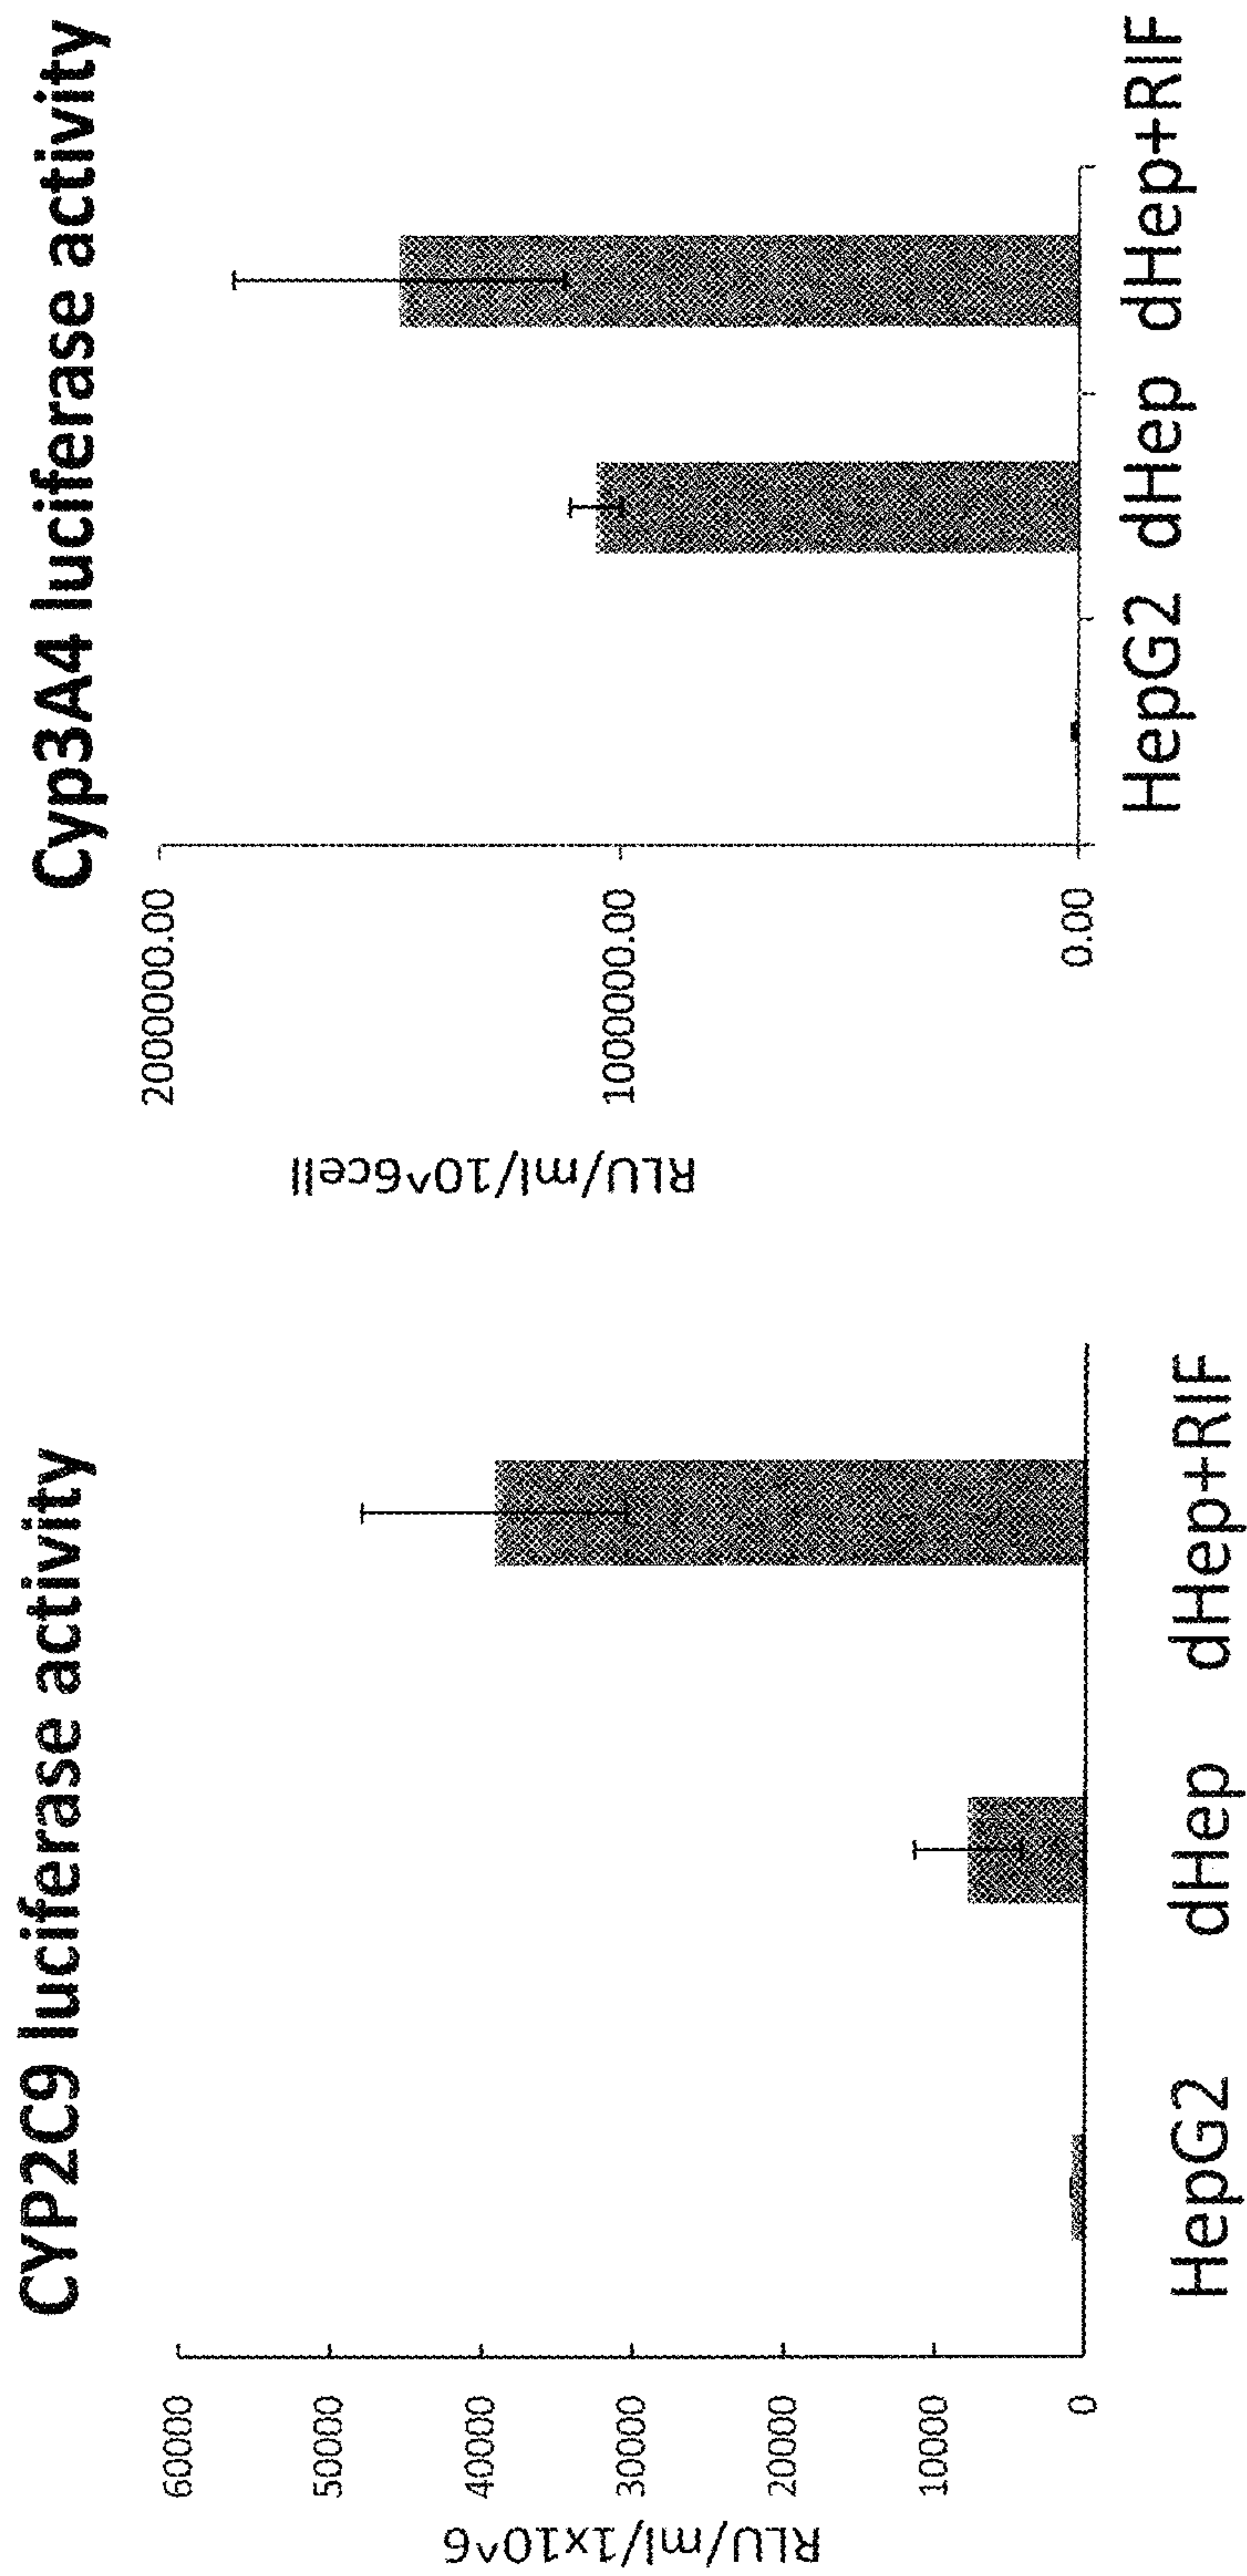 CYP2C9 luciferase activity
RLU/ml/1x10^6
60000
50000
40000
30000
20000
10000
0
HepG2 dHep dHep+RIF
Cyp3A4 luciferase activity
RLU/ml/10^6cell
2000000.00
1000000.00
0.00
HepG2 dHep dHep+RIF